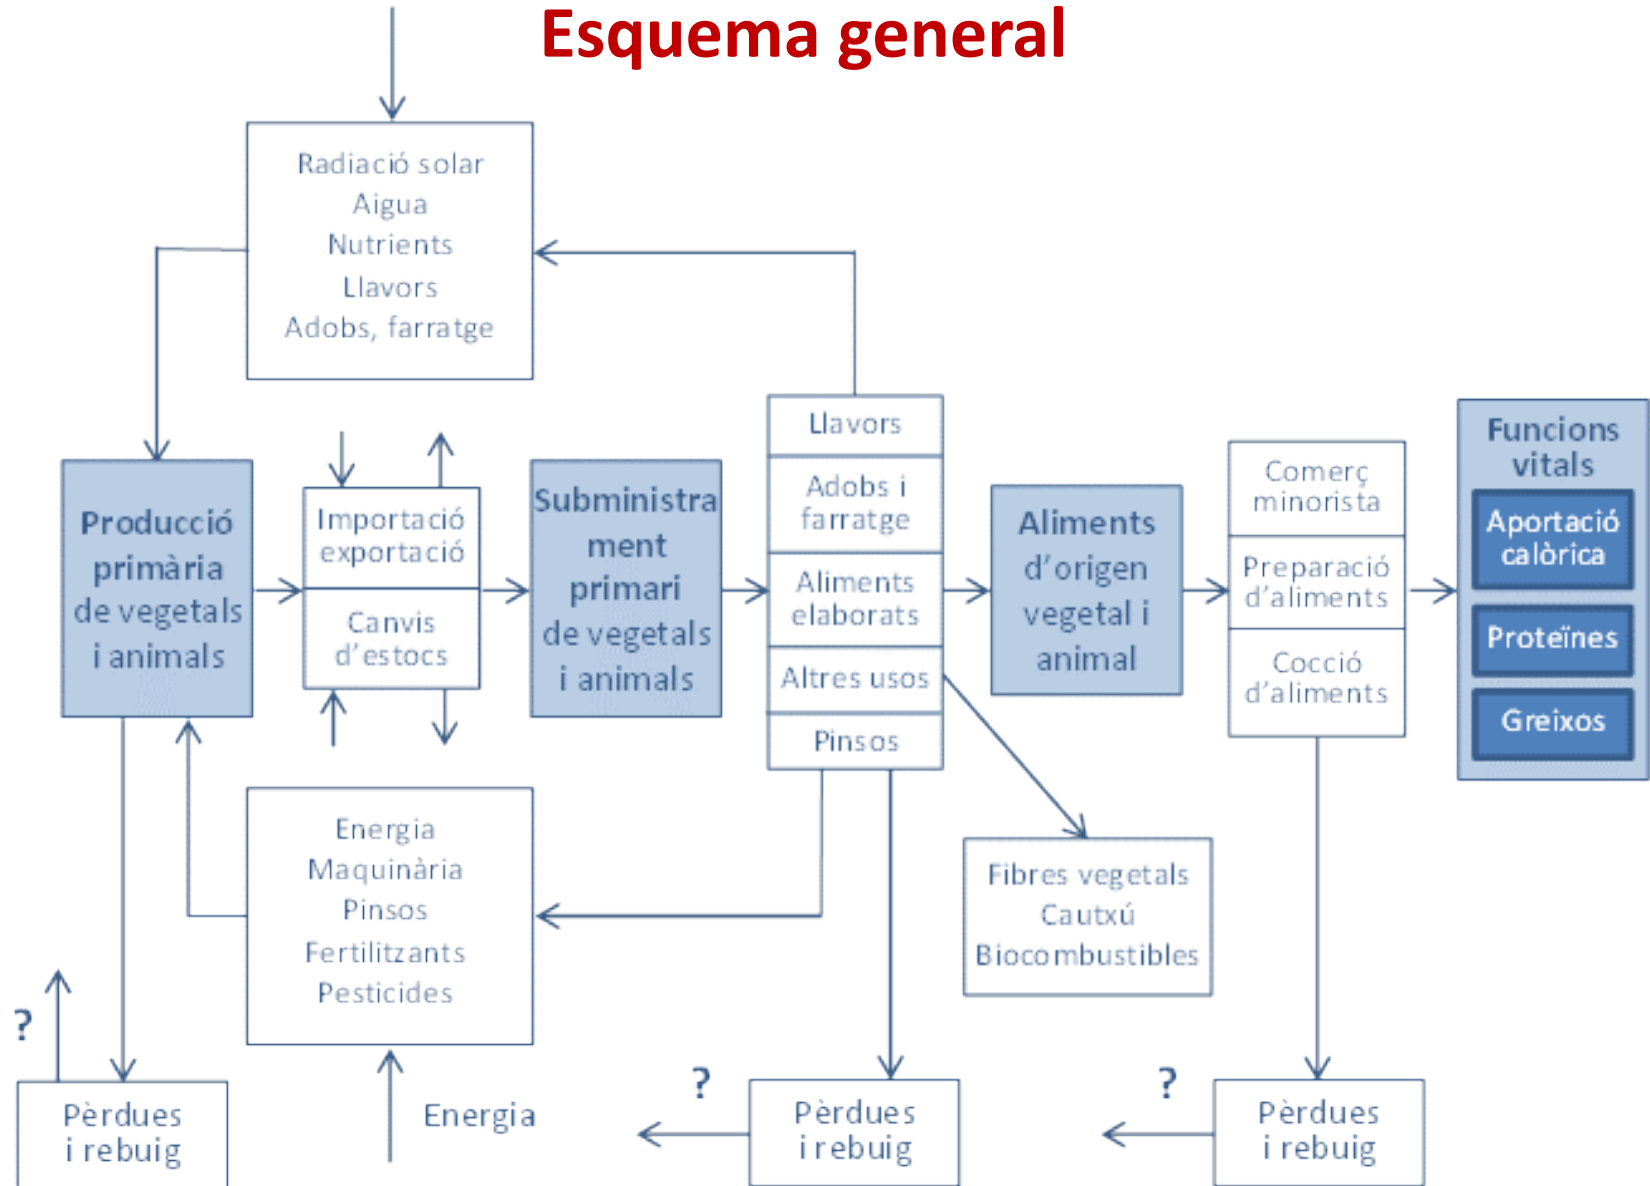 Esquema general
Radiació solar
Aigua
Nutrients
Llavors
Adobs, farratge
Producció
primària
de vegetals
i animals
Importació
exportació
Canvis
d'estocs
Subministra
ment
primari
de vegetals
i animals
Llavors
Adobs i
farratge
Aliments
elaborats
Altres usos
Pinsos
Aliments
d'origen
vegetal i
animal
Comerç
minorista
Preparació
d'aliments
Cocció
d'aliments
Funcions
vitals
Aportació
calòrica
Proteïnes
Greixos
Energia
Maquinària
Pinsos
Fertilitzants
Pesticides
Fibres vegetals
Cautxú
Biocombustibles
?
Pèrdues
i rebuig
Energia
?
Pèrdues
i rebuig
?
Pèrdues
i rebuig